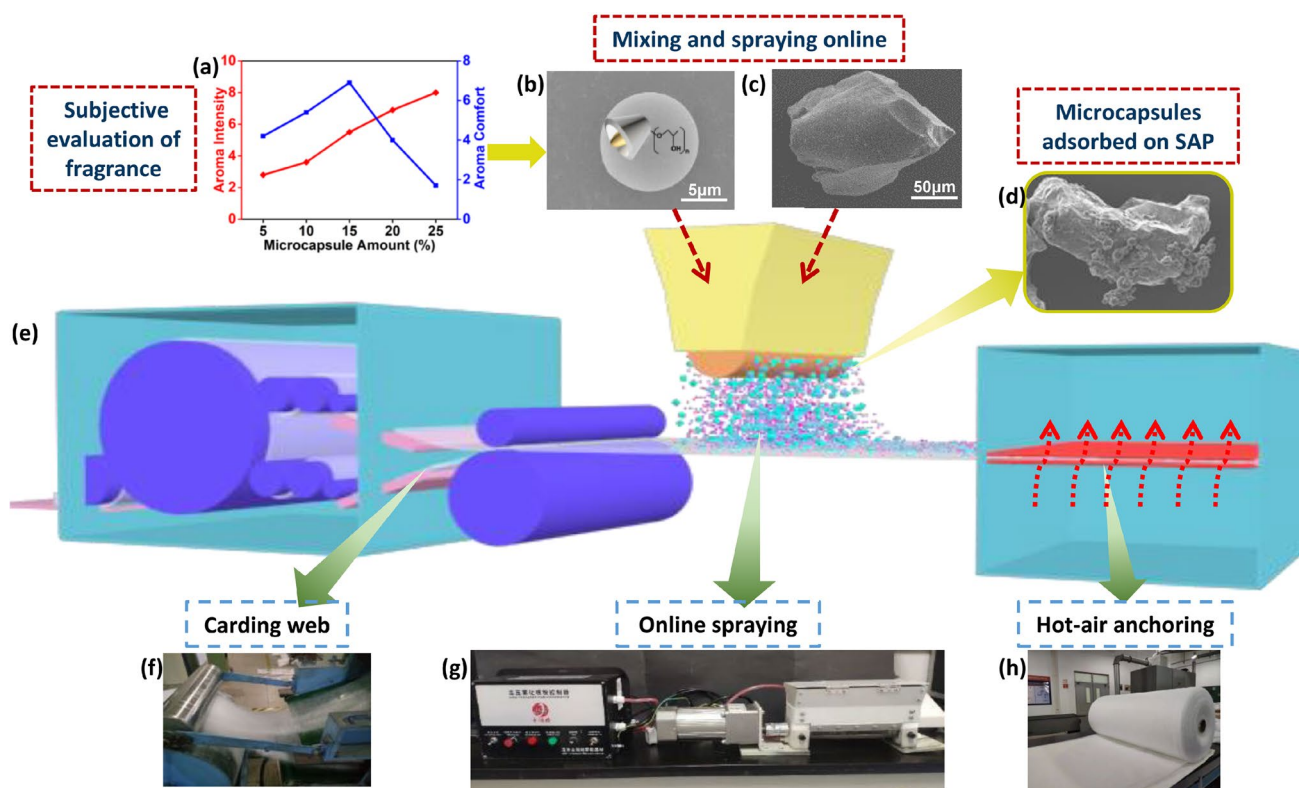 Mixing and spraying online
Subjective
evaluation of
fragrance
(a)
Aroma Intensity
10
8
6
4
2
0
8
6
4
2
0
Aroma Comfort
5 10 15 20 25
Microcapsule Amount (%)
(b)
O
OH
n
5μm
(c)
50μm
Microcapsules
adsorbed on SAP
(d)
(e)
Carding web
Online spraying
Hot-air anchoring
(f)
(g)
(h)